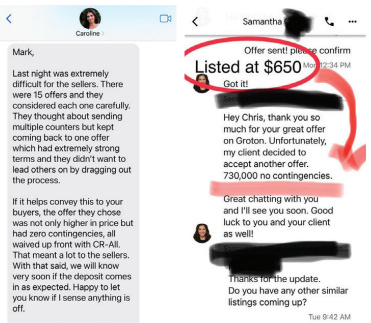 Caroline
Mark,
Last night was extremely
difficult for the sellers. There
were 15 offers and they
considered each one carefully.
They thought about sending
multiple counters but kept
coming back to one offer
which had extremely strong
terms and they didn't want to
lead others on by dragging out
the process.
If it helps convey this to your
buyers, the offer they chose
was not only higher in price but
had zero contingencies, all
waived up front with CR-All.
That meant a lot to the sellers.
With that said, we will know
very soon if the deposit comes
in as expected. Happy to let
you know if I sense anything is
off.
Samantha
Offer sent! please confirm
Listed at $650
Mon 12:34 PM
Got it!
Hey Chris, thank you so
much for your great offer
on Groton. Unfortunately,
my client decided to
accept another offer.
730,000 no contingencies.
Great chatting with you
and I'll see you soon. Good
luck to you and your client
as well!
Thanks for the update.
Do you have any other similar
listings coming up?
Tue 9:42 AM